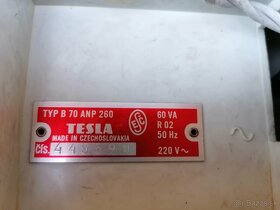 TYP B 70 ANP 260
60 VA
TESLA
R 02
MADE IN CZECHOSLOVAKIA
50 Hz
čís.
220 V~